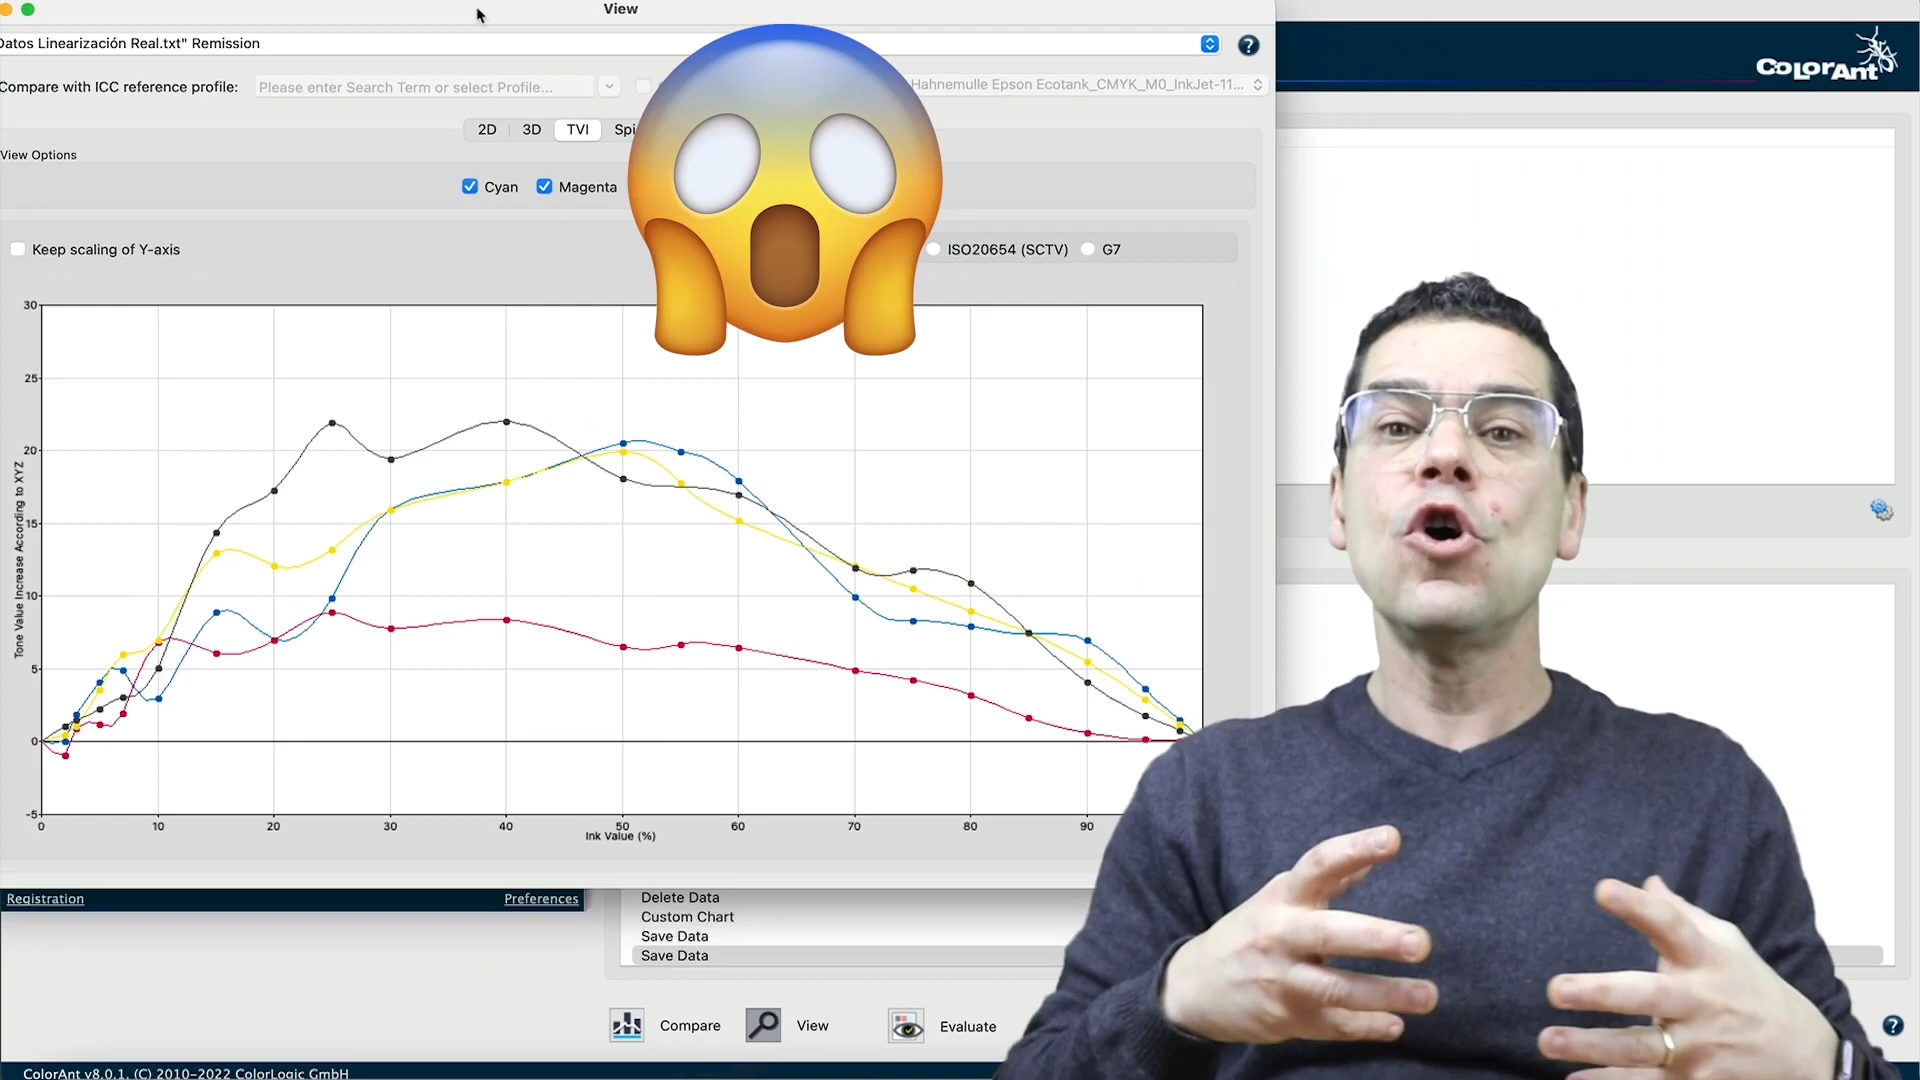 View
Datos Linearización Real.txt" Remission
?
Compare with ICC reference profile:
Please enter Search Term or select Profile...
Hahnemulle Epson Ecotank_CMYK_M0_InkJet-11...
COLORANT
2D
3D
TVI
Spi
View Options
Cyan
Magenta
Keep scaling of Y-axis
ISO20654 (SCTV)
G7
30
25
20
15
10
5
0
-5
Tone Value Increase According to XYZ
0 10 20 30 40 50 60 70 80 90
Ink Value (%)
Registration
Preferences
Delete Data
Custom Chart
Save Data
Save Data
Compare
View
Evaluate
?
ColorAnt v8.0.1, (C) 2010-2022 ColorLogic GmbH